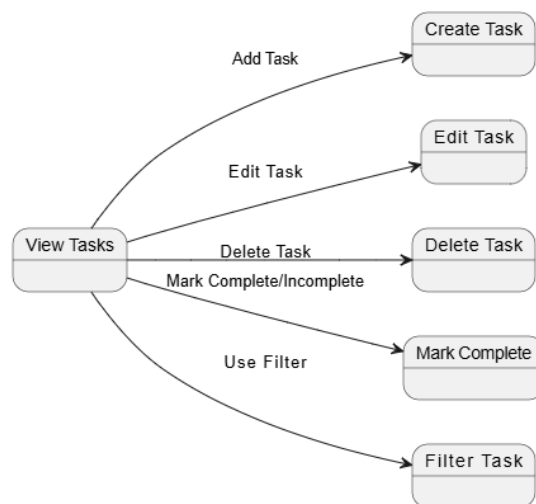 Create Task
Add Task
Edit Task
Edit Task
View Tasks
Delete Task
Delete Task
Mark Complete/Incomplete
Mark Complete
Use Filter
Filter Task